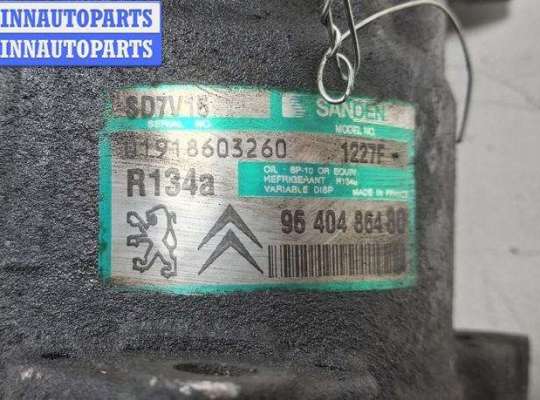 INNAUTOPARTS
INNAUTOPARTS
SD7V16 SANDEN
SERIAL NO. MODEL NO.
01918603260 1227F
R134a OIL : SP-10 OR EQUIV
REFRIGERANT R134a
VARIABLE DISP MADE IN FRANCE
96 404 864 80